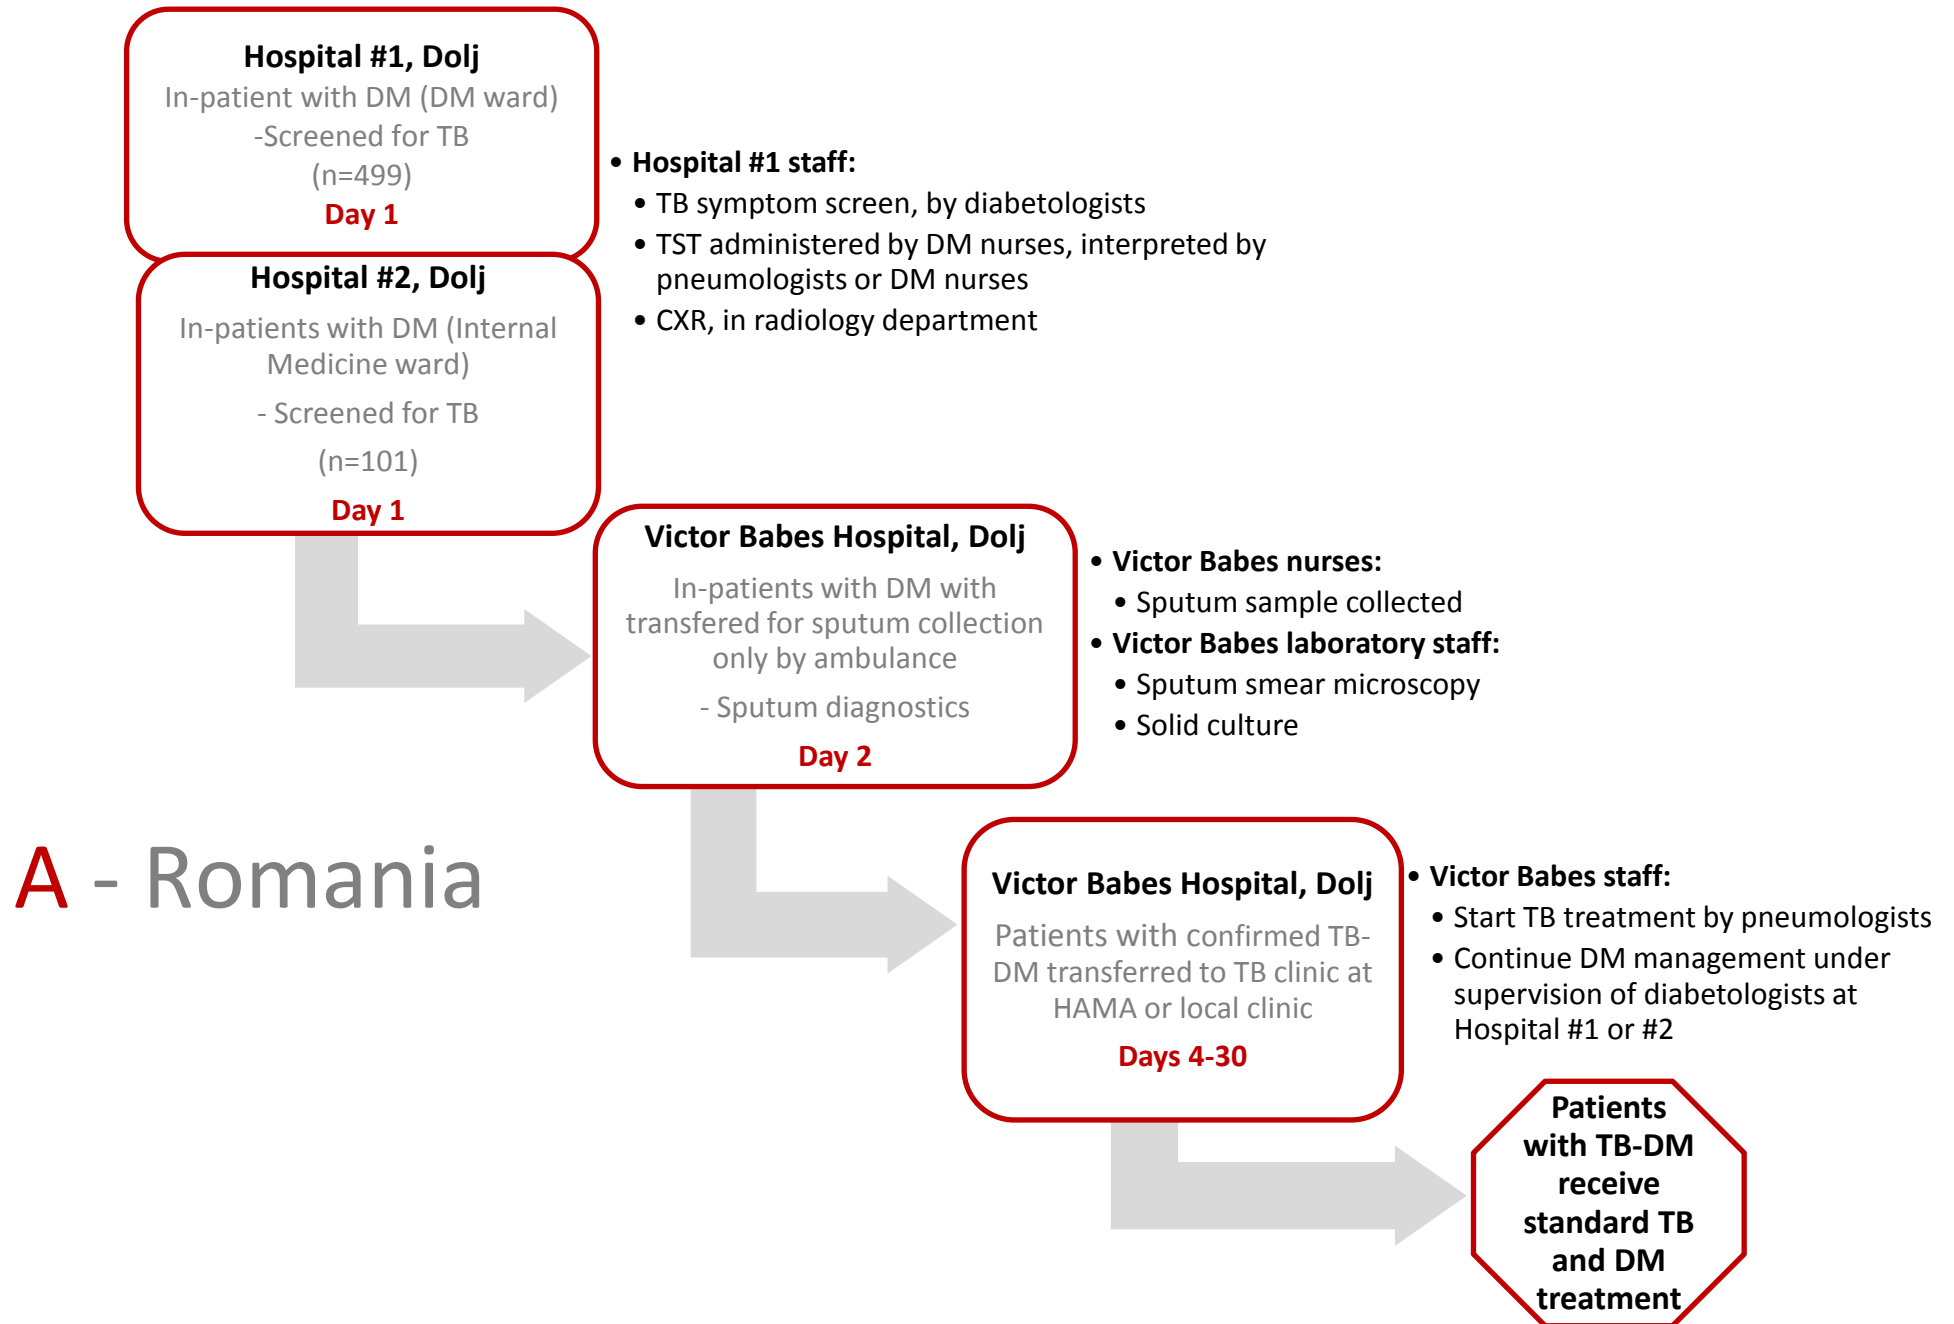 Hospital #1, Dolj
In-patient with DM (DM ward)
-Screened for TB
(n=499)
Day 1
• Hospital #1 staff:
• TB symptom screen, by diabetologists
• TST administered by DM nurses, interpreted by
pneumologists or DM nurses
• CXR, in radiology department
Hospital #2, Dolj
In-patients with DM (Internal
Medicine ward)
- Screened for TB
(n=101)
Day 1
Victor Babes Hospital, Dolj
In-patients with DM with
transfered for sputum collection
only by ambulance
- Sputum diagnostics
Day 2
• Victor Babes nurses:
• Sputum sample collected
• Victor Babes laboratory staff:
• Sputum smear microscopy
• Solid culture
A - Romania
Victor Babes Hospital, Dolj
Patients with confirmed TB-
DM transferred to TB clinic at
HAMA or local clinic
Days 4-30
• Victor Babes staff:
• Start TB treatment by pneumologists
• Continue DM management under
supervision of diabetologists at
Hospital #1 or #2
Patients
with TB-DM
receive
standard TB
and DM
treatment